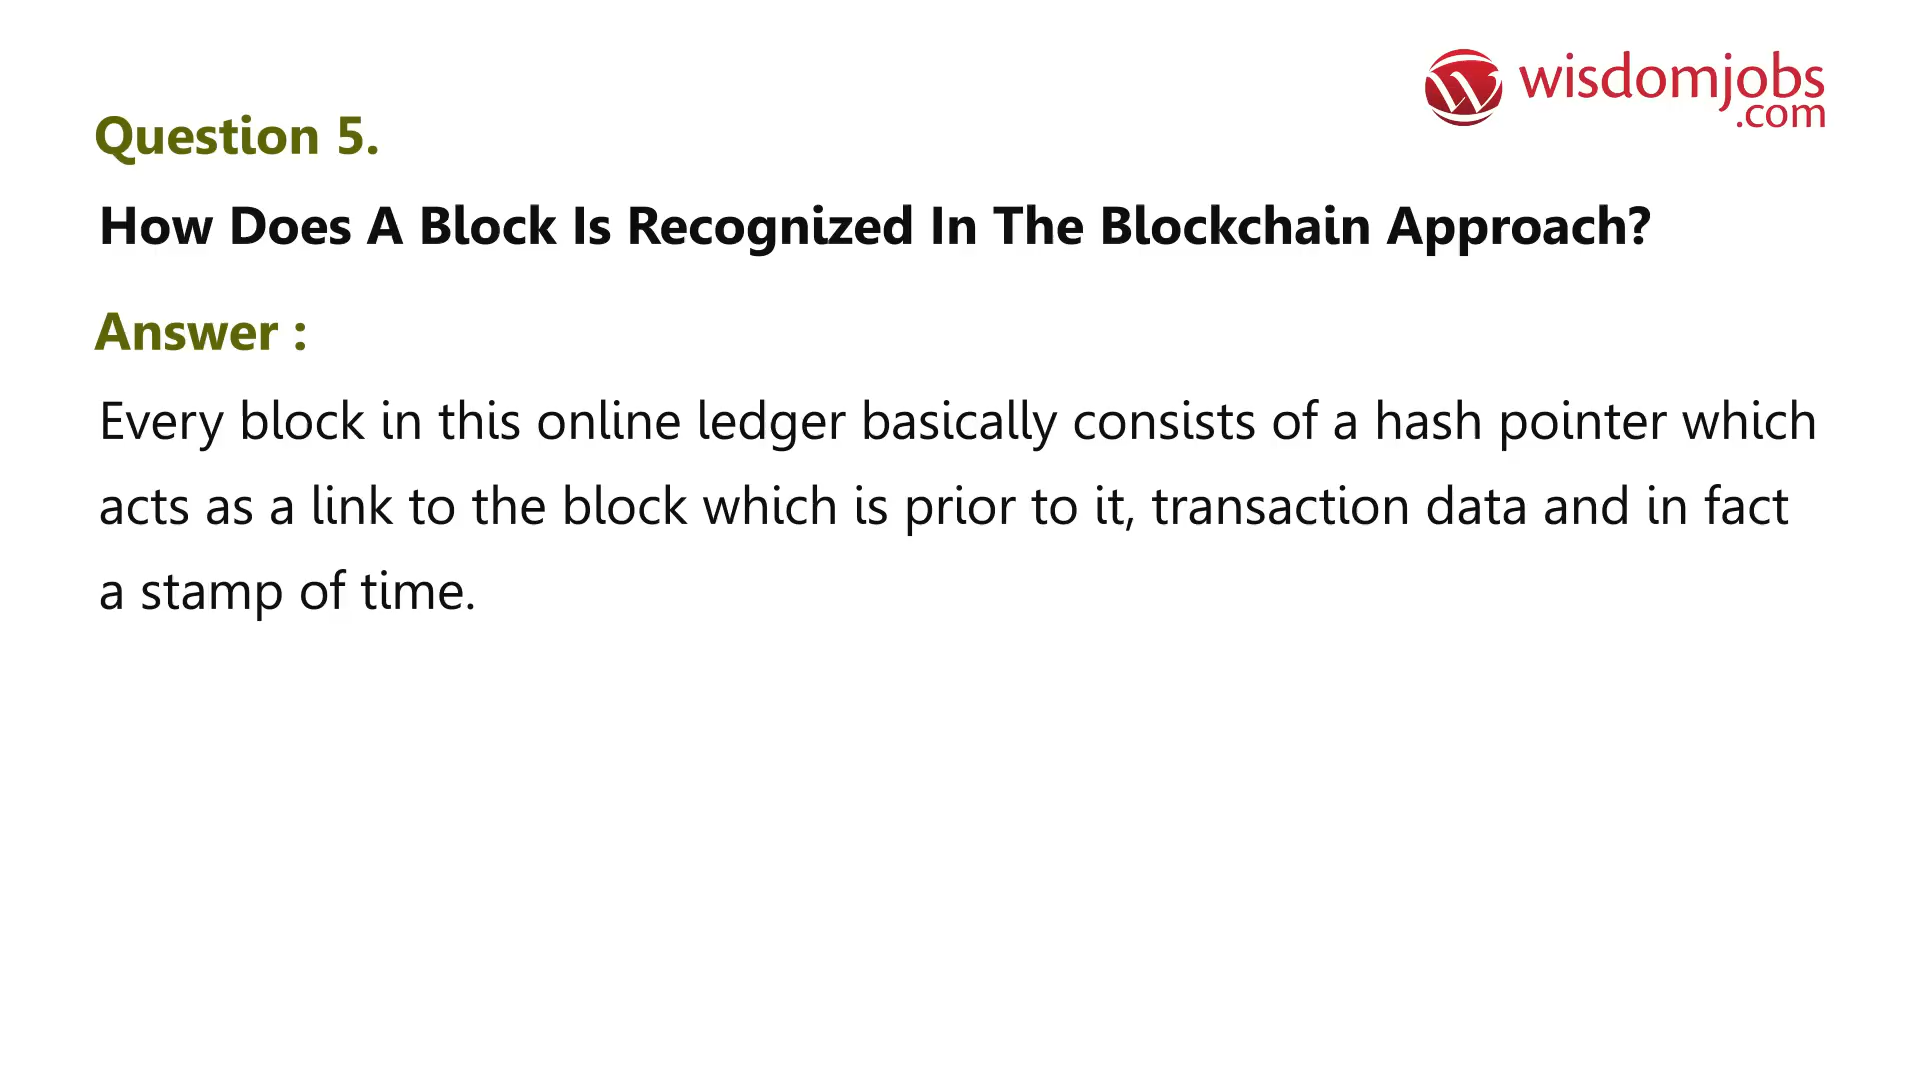 wisdomjobs
.com
Question 5.
How Does A Block Is Recognized In The Blockchain Approach?
Answer :
Every block in this online ledger basically consists of a hash pointer which
acts as a link to the block which is prior to it, transaction data and in fact
a stamp of time.